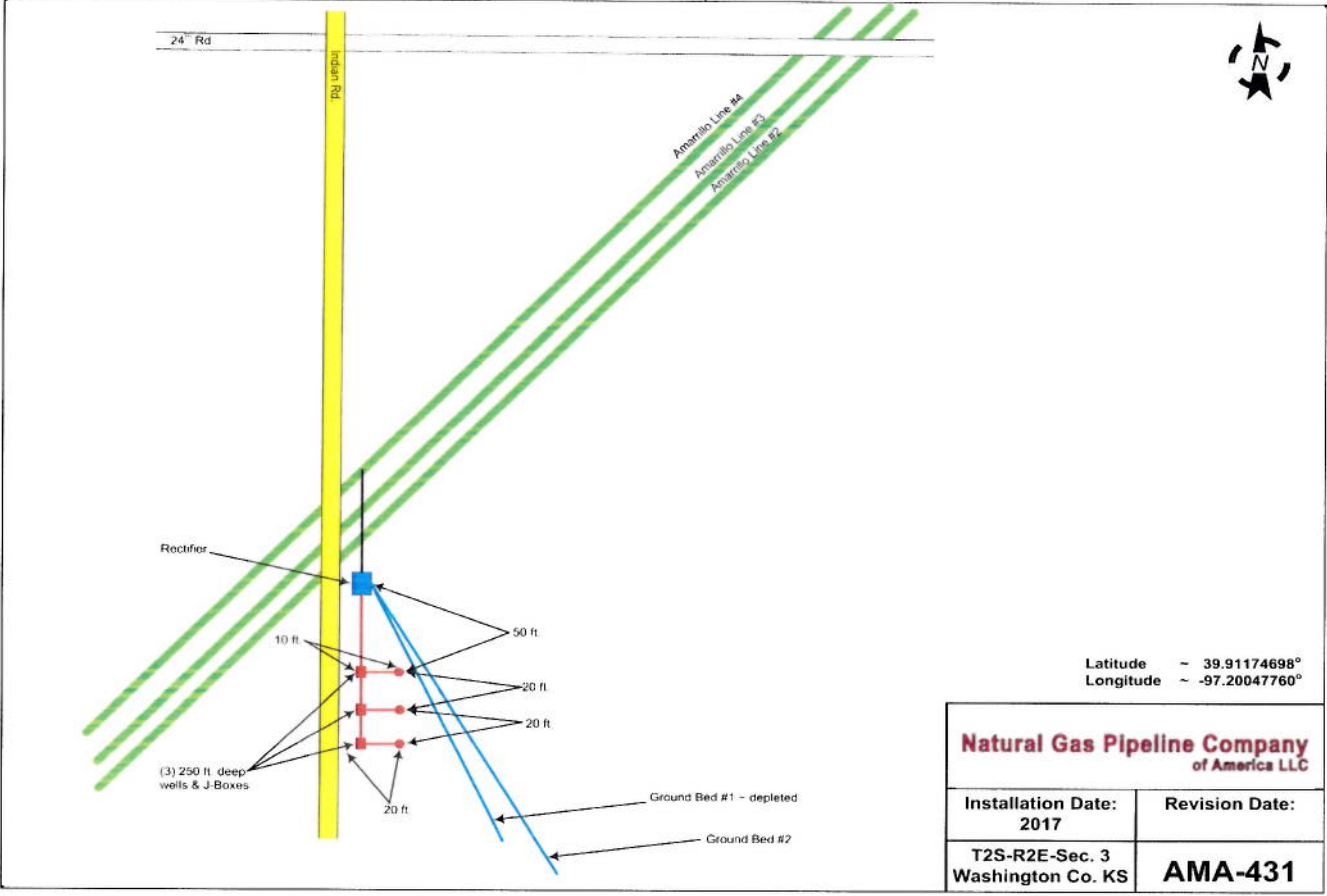 24th Rd
Indian Rd.
N
Amarrillo Line #4
Amarrillo Line #3
Amarrillo Line #2
Rectifier
10 ft
50 ft
20 ft
20 ft
(3) 250 ft deep
wells & J-Boxes
20 ft
Ground Bed #1 - depleted
Ground Bed #2
Latitude ~ 39.91174698°
Longitude ~ -97.20047760°
Natural Gas Pipeline Company
of America LLC
Installation Date:
2017
Revision Date:
T2S-R2E-Sec. 3
Washington Co. KS
AMA-431